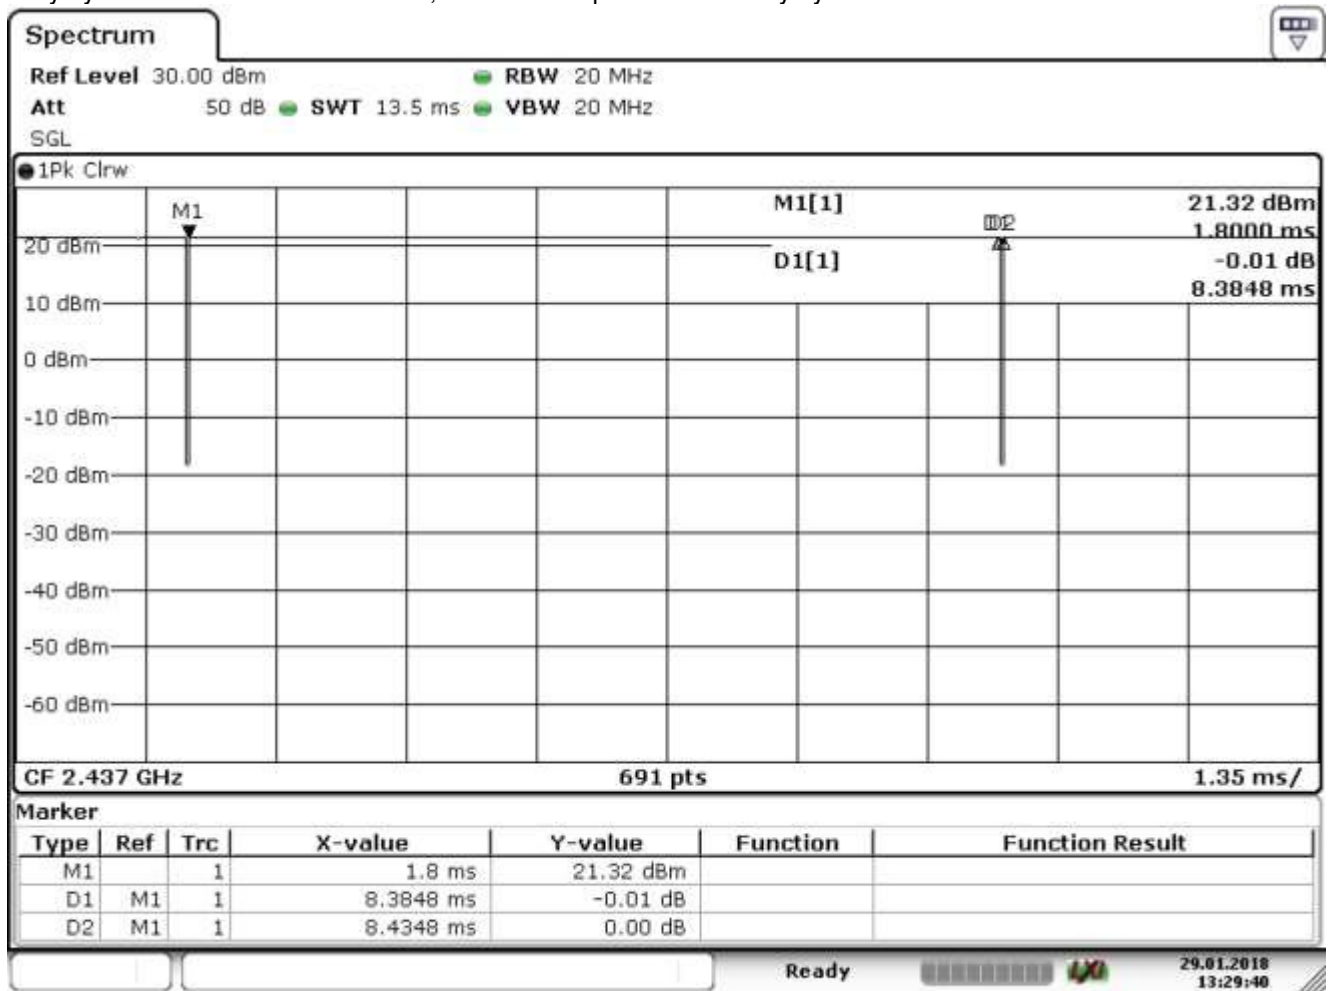 Spectrum
Ref Level 30.00 dBm RBW 20 MHz
Att 50 dB SWT 13.5 ms VBW 20 MHz
SGL
1Pk Clrw
M1[1] 21.32 dBm
1.8000 ms
D1[1] -0.01 dB
8.3848 ms
M1
20 dBm
10 dBm
0 dBm
-10 dBm
-20 dBm
-30 dBm
-40 dBm
-50 dBm
-60 dBm
CF 2.437 GHz 691 pts 1.35 ms/
Marker
Type Ref Trc X-value Y-value Function Function Result
M1 1 1.8 ms 21.32 dBm
D1 M1 1 8.3848 ms -0.01 dB
D2 M1 1 8.4348 ms 0.00 dB
Ready LXI 29.01.2018
13:29:40